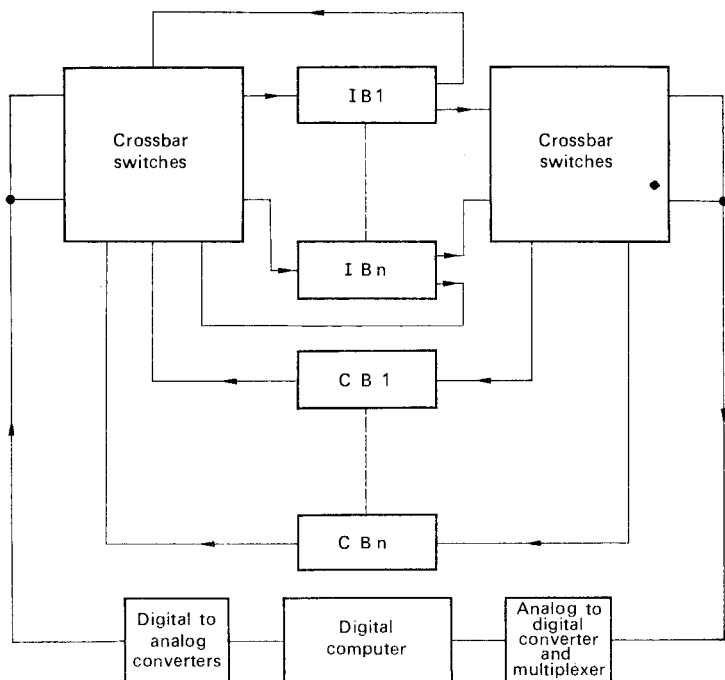 IB1
Crossbar
switches
Crossbar
switches
IBn
CB1
CBn
Digital to
analog
converters
Digital
computer
Analog to
digital
converter
and
multiplexer